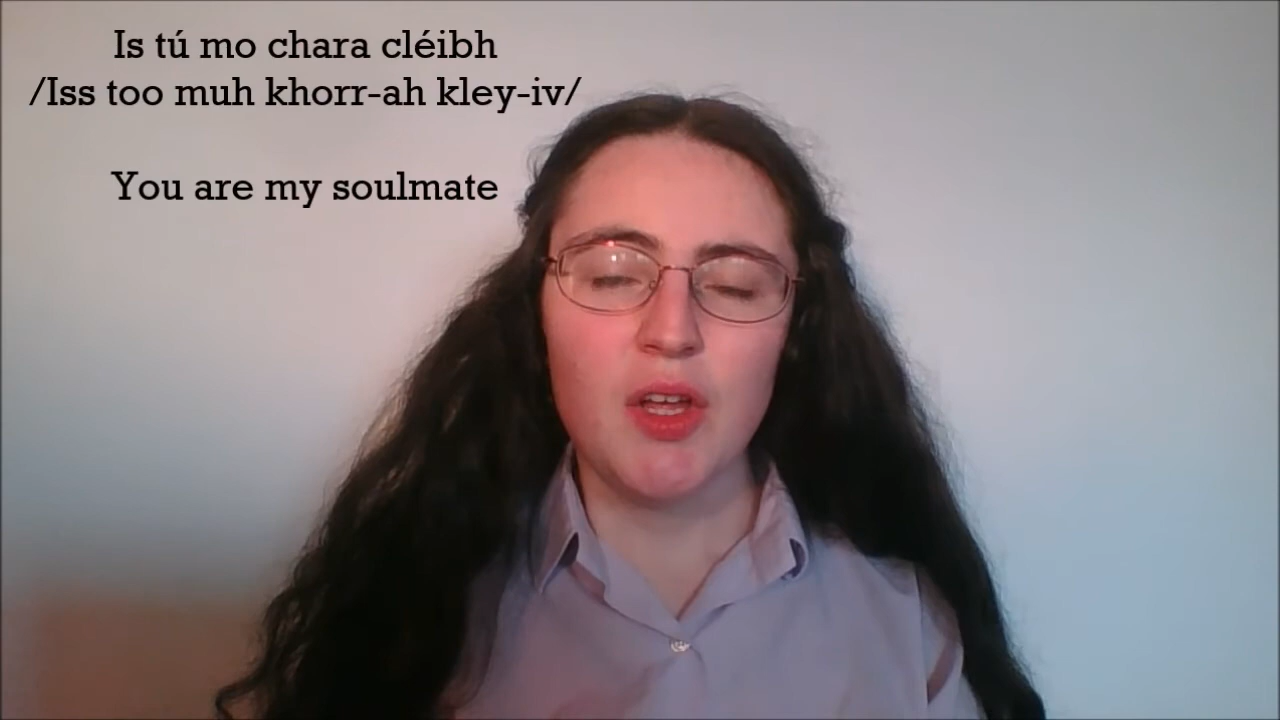 Is tú mo chara cléibh
/Iss too muh khorr-ah kley-iv/
You are my soulmate